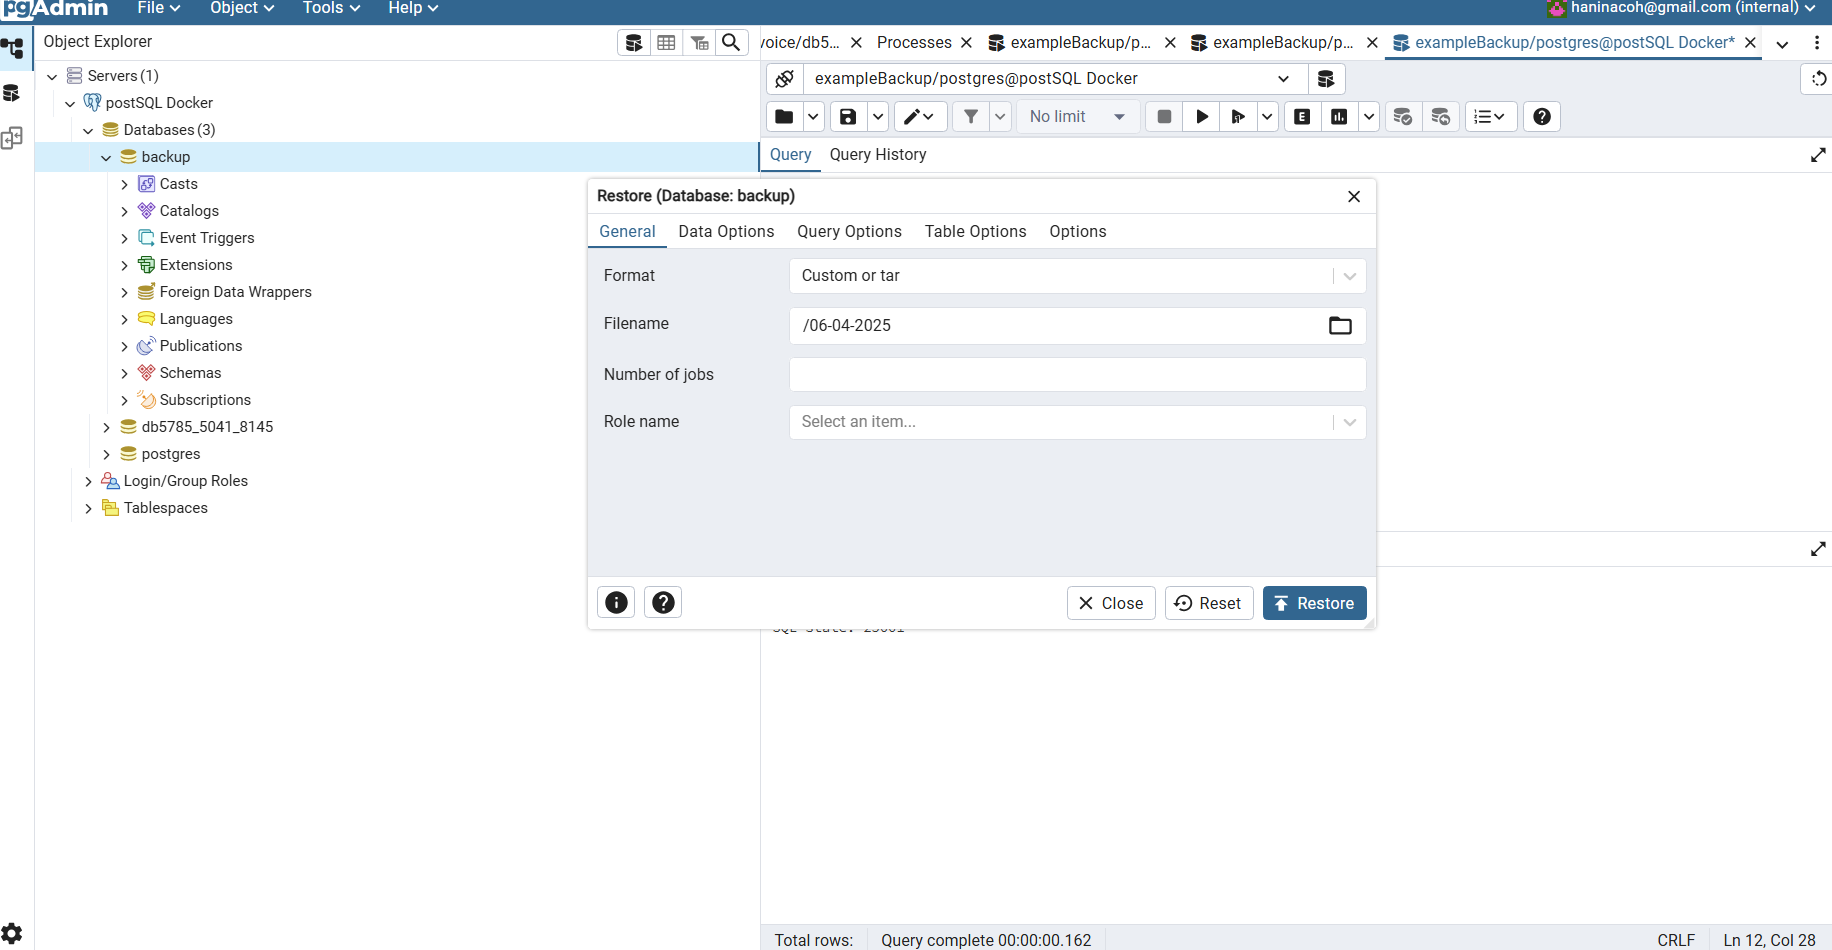 pgAdmin File Object Tools Help haninacoh@gmail.com (internal)
Object Explorer
voice/db5... Processes exampleBackup/p... exampleBackup/p... exampleBackup/postgres@postSQL Docker*
Servers (1)
postSQL Docker
Databases (3)
backup
Casts
Catalogs
Event Triggers
Extensions
Foreign Data Wrappers
Languages
Publications
Schemas
Subscriptions
db5785_5041_8145
postgres
Login/Group Roles
Tablespaces
exampleBackup/postgres@postSQL Docker
No limit E
Query Query History
Restore (Database: backup)
General Data Options Query Options Table Options Options
Format Custom or tar
Filename /06-04-2025
Number of jobs
Role name Select an item...
Close Reset Restore
Total rows: Query complete 00:00:00.162 CRLF Ln 12, Col 28